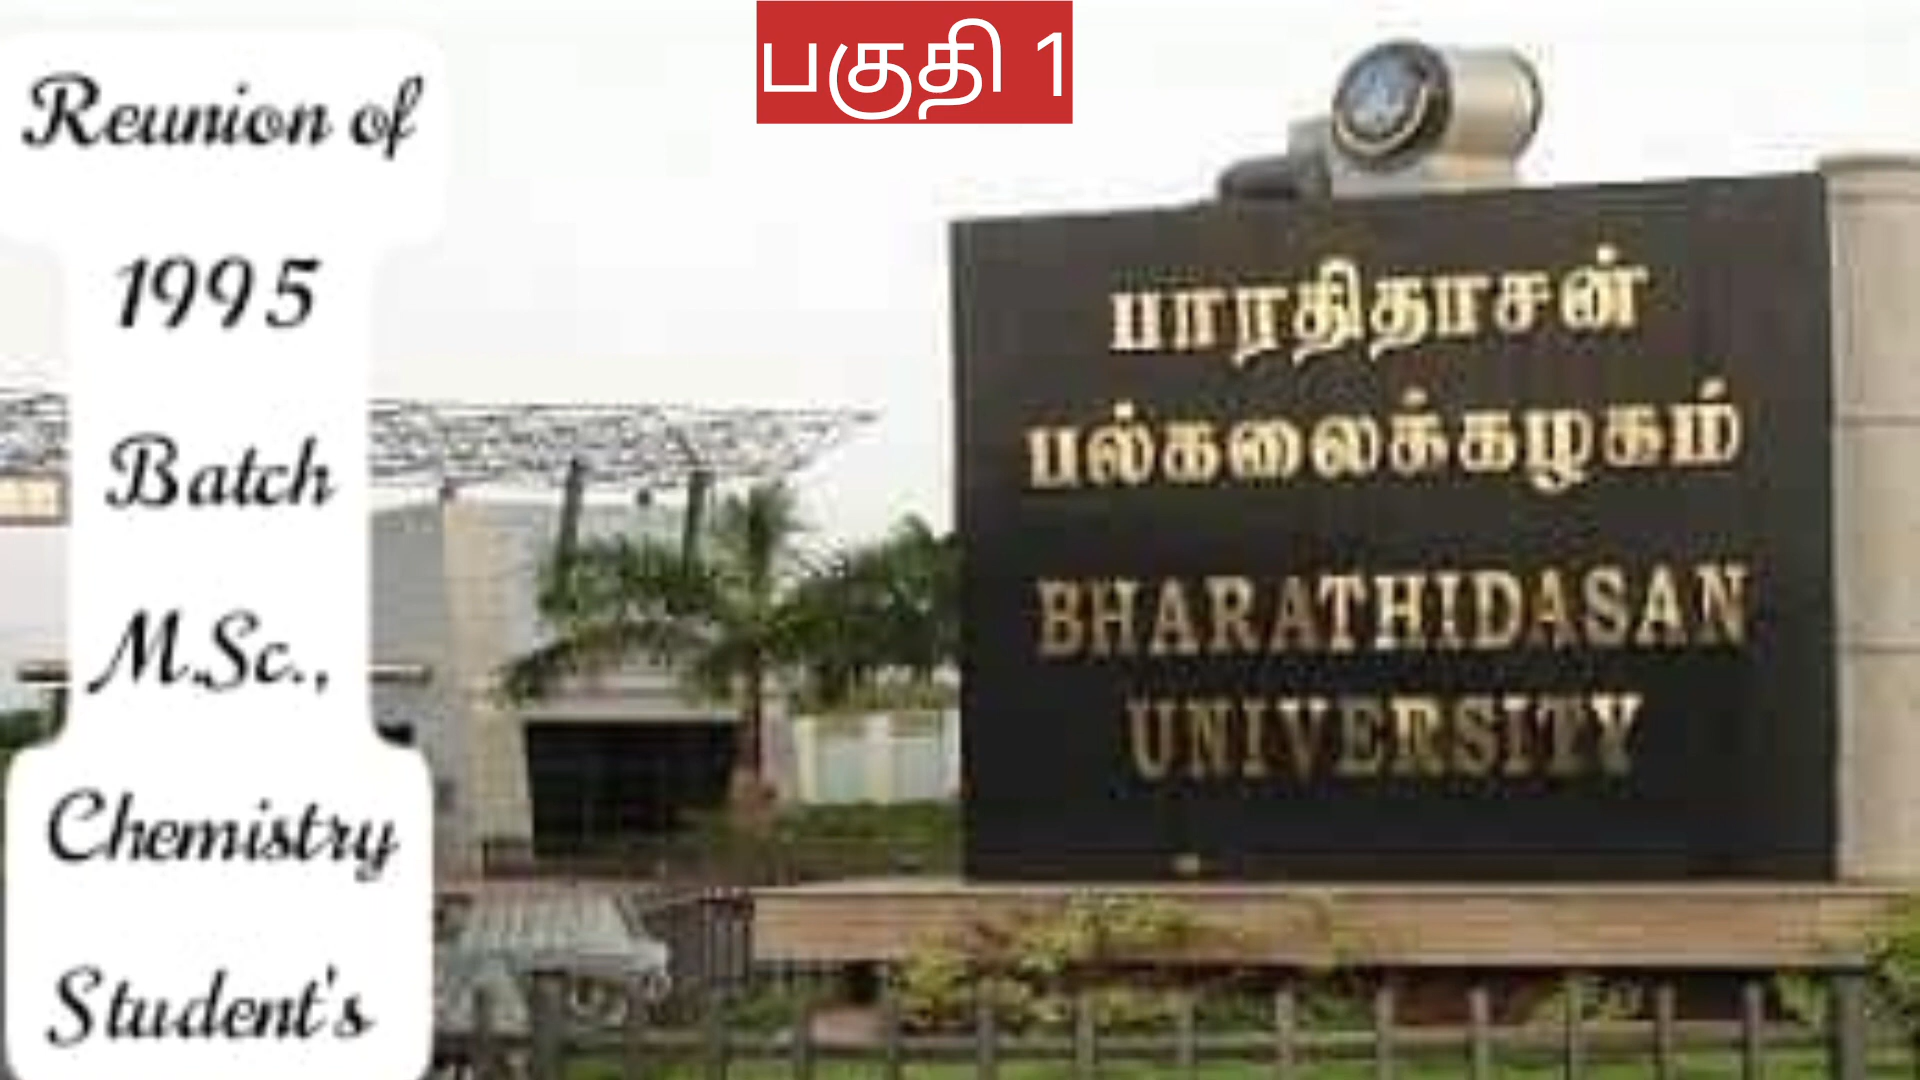 பகுதி 1
Reunion of
1995
Batch
M.Sc.,
Chemistry
Student's
பாரதிதாசன்
பல்கலைக்கழகம்
BHARATHIDASAN
UNIVERSITY